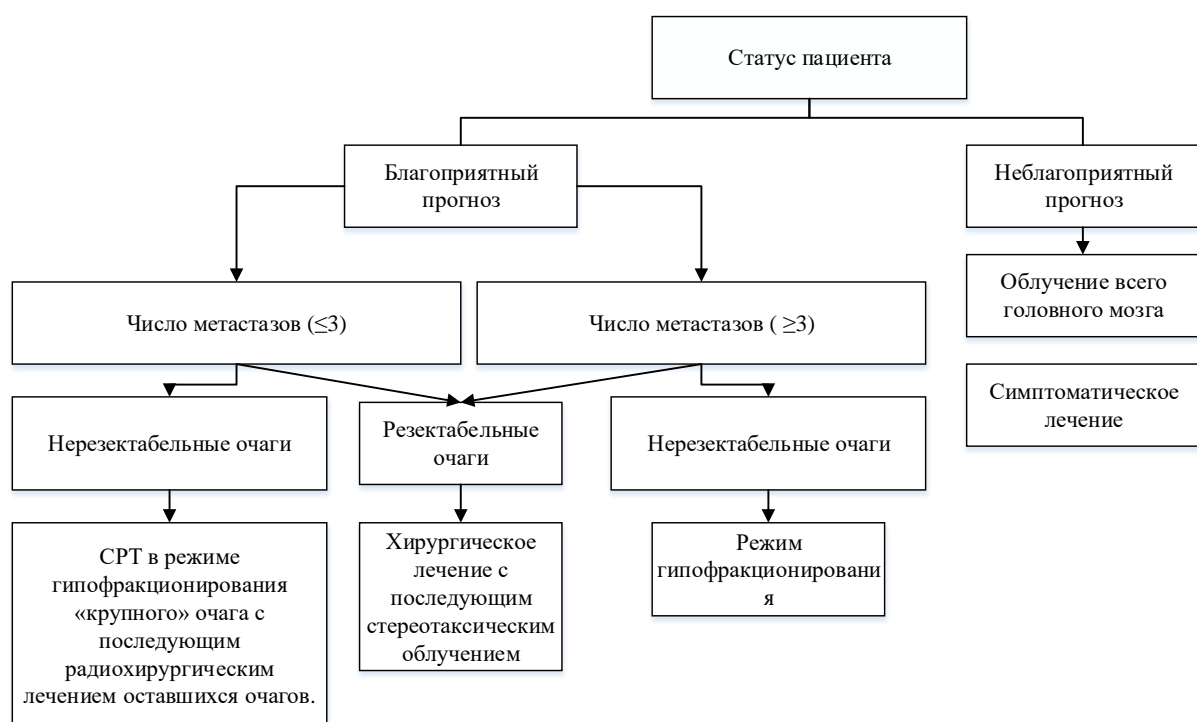 Статус пациента
Благоприятный
прогноз
Неблагоприятный
прогноз
Облучение всего
головного мозга
Число метастазов (≤3)
Число метастазов ( ≥3)
Симптоматическое
лечение
Нерезектабельные очаги
Резектабельные
очаги
Нерезектабельные очаги
СРТ в режиме
гипофракционирования
«крупного» очага с
последующим
радиохирургическим
лечением оставшихся очагов.
Хирургическое
лечение с
последующим
стереотаксическим
облучением
Режим
гипофракционировани
я